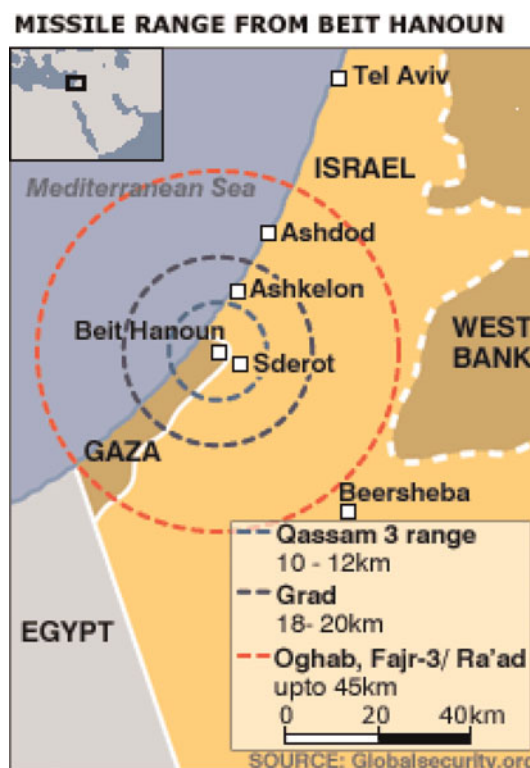 MISSILE RANGE FROM BEIT HANOUN
Tel Aviv
ISRAEL
Mediterranean Sea
Ashdod
Ashkelon
Beit Hanoun
WEST
BANK
Sderot
GAZA
Beersheba
Qassam 3 range
10 - 12km
Grad
18- 20km
EGYPT
Oghab, Fajr-3/ Ra'ad
upto 45km
0 20 40km
SOURCE: Globalsecurity.org